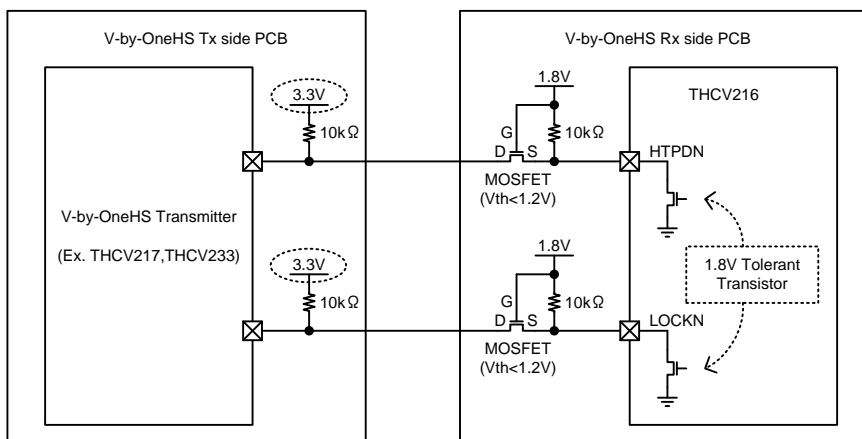 V-by-OneHS Tx side PCB
V-by-OneHS Rx side PCB
3.3V
10kΩ
1.8V
10kΩ
G
D
S
MOSFET
(Vth<1.2V)
THCV216
HTPDN
V-by-OneHS Transmitter
(Ex. THCV217,THCV233)
1.8V Tolerant
Transistor
3.3V
10kΩ
1.8V
10kΩ
G
D
S
MOSFET
(Vth<1.2V)
LOCKN